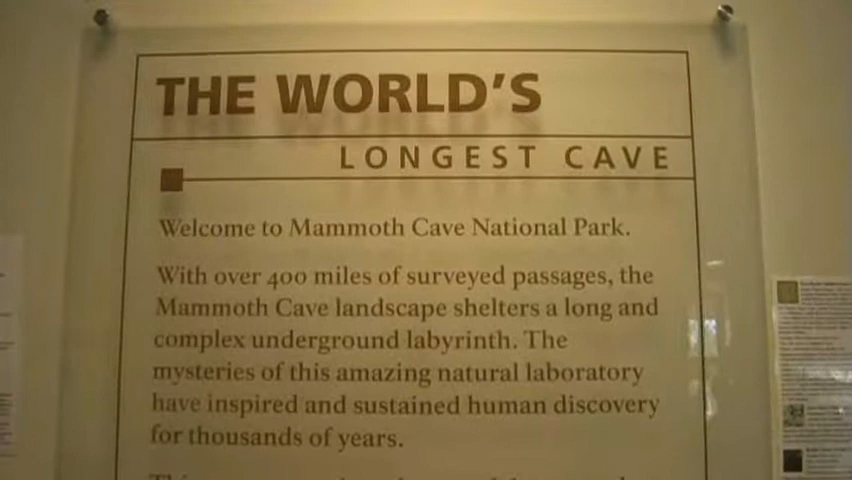 THE WORLD'S
LONGEST CAVE
Welcome to Mammoth Cave National Park.
With over 400 miles of surveyed passages, the
Mammoth Cave landscape shelters a long and
complex underground labyrinth. The
mysteries of this amazing natural laboratory
have inspired and sustained human discovery
for thousands of years.